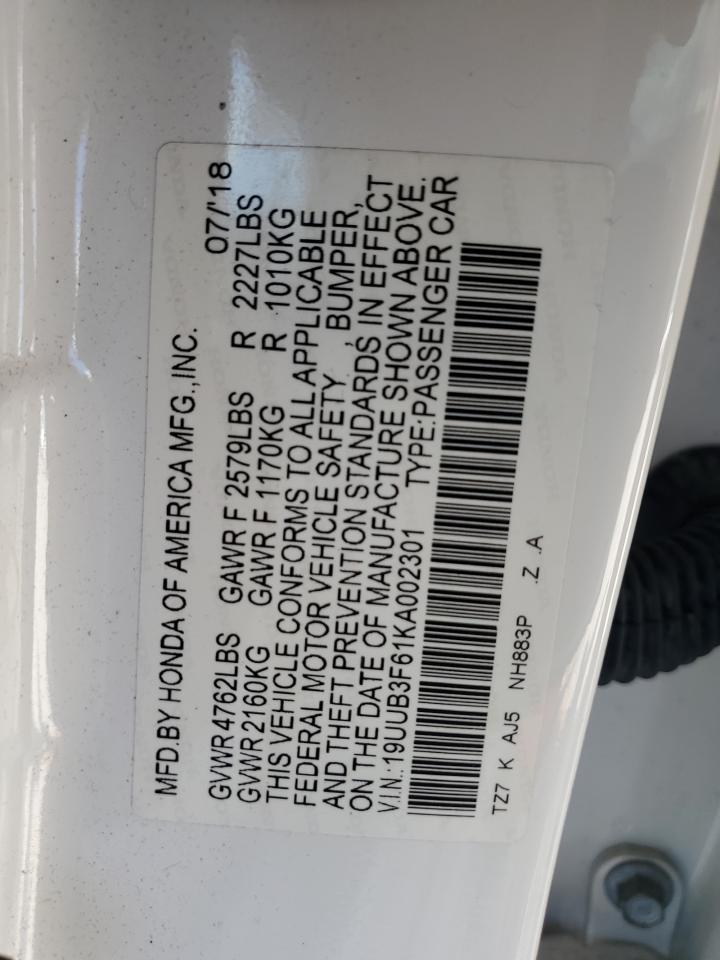 MFD.BY HONDA OF AMERICA MFG.,INC. 07/'18
GVWR 4762LBS GAWR F 2579LBS R 2227LBS
GVWR 2160KG GAWR F 1170KG R 1010KG
THIS VEHICLE CONFORMS TO ALL APPLICABLE
FEDERAL MOTOR VEHICLE SAFETY , BUMPER,
AND THEFT PREVENTION STANDARDS IN EFFECT
ON THE DATE OF MANUFACTURE SHOWN ABOVE.
V.I.N.:19UUB3F61KA002301 TYPE:PASSENGER CAR
TZ7 K AJ5 NH883P .Z .A